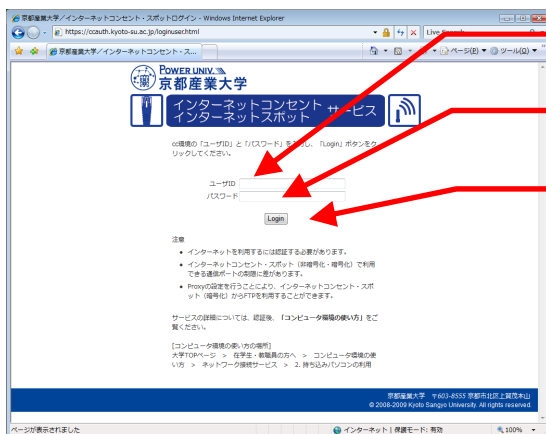 京都産業大学／インターネットコンセント・スポットログイン - Windows Internet Explorer
https://ccauth.kyoto-su.ac.jp/loginuser.html
Live Search
京都産業大学／インターネットコンセント・ス...
ページ(P)
ツール(O)
POWER UNIV.
京都産業大学
インターネットコンセント
インターネットスポット
サービス
cc環境の「ユーザID」と「パスワード」を
し、「Login」ボタンをク
リックしてください。
ユーザID
パスワード
Login
注意
インターネットを利用するには認証する必要があります。
インターネットコンセント・スポット（非暗号化・暗号化）で利用
できる通信ポートの制限に差があります。
Proxyの設定を行うことにより、インターネットコンセント・スポ
ット（暗号化）からFTPを利用することができます。
サービスの詳細については、認証後、「コンピュータ環境の使い方」をご
覧ください。
[コンピュータ環境の使い方の場所]
大学TOPページ > 在学生・教職員の方へ > コンピュータ環境の使
い方 > ネットワーク接続サービス > 2. 持ち込みパソコンの利用
京都産業大学 〒603-8555 京都市北区上賀茂本山
© 2006-2009 Kyoto Sangyo University. All rights reserved.
ページが表示されました
インターネット | 保護モード: 有効
100%